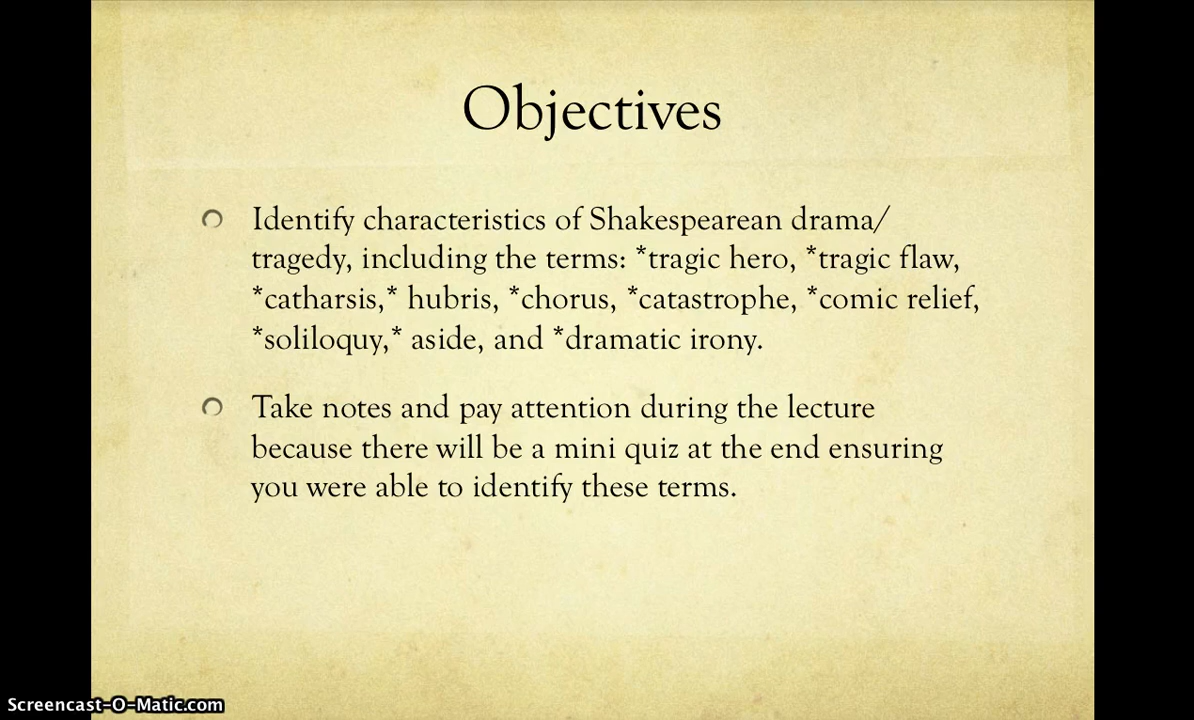 Objectives
Identify characteristics of Shakespearean drama/
tragedy, including the terms: *tragic hero, *tragic flaw,
*catharsis,* hubris, *chorus, *catastrophe, *comic relief,
*soliloquy,* aside, and *dramatic irony.
Take notes and pay attention during the lecture
because there will be a mini quiz at the end ensuring
you were able to identify these terms.
Screencast-O-Matic.com